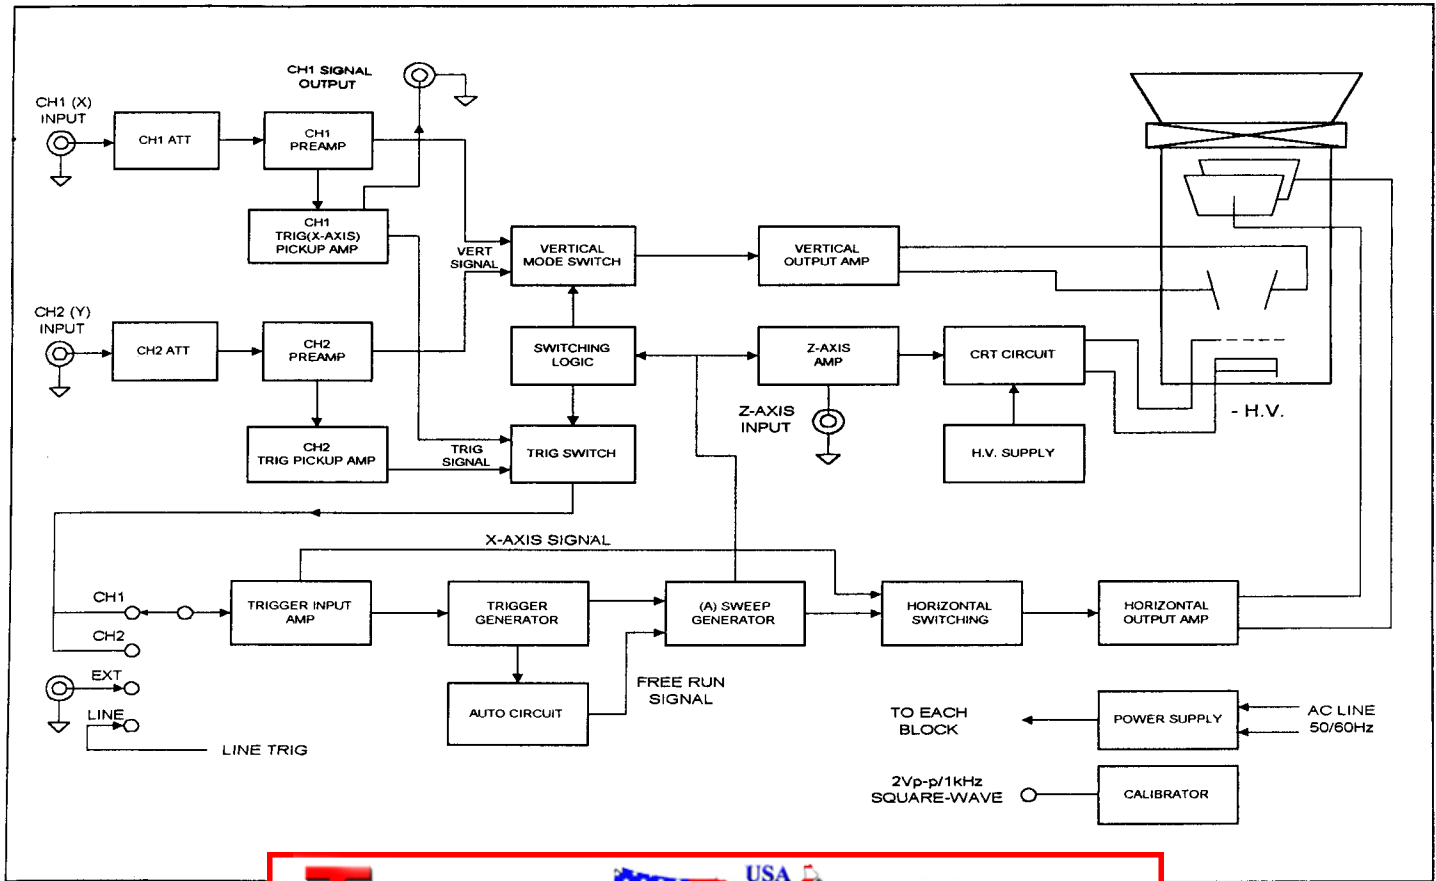 CH1 SIGNAL
OUTPUT
CH1 (X)
INPUT
CH1 ATT
CH1
PREAMP
CH1
TRIG(X-AXIS)
PICKUP AMP
VERT
SIGNAL
VERTICAL
MODE SWITCH
VERTICAL
OUTPUT AMP
CH2 (Y)
INPUT
CH2 ATT
CH2
PREAMP
SWITCHING
LOGIC
Z-AXIS
AMP
CRT CIRCUIT
Z-AXIS
INPUT
- H.V.
CH2
TRIG PICKUP AMP
TRIG
SIGNAL
TRIG SWITCH
H.V. SUPPLY
X-AXIS SIGNAL
CH1
TRIGGER INPUT
AMP
TRIGGER
GENERATOR
(A) SWEEP
GENERATOR
HORIZONTAL
SWITCHING
HORIZONTAL
OUTPUT AMP
CH2
EXT
LINE
LINE TRIG
AUTO CIRCUIT
FREE RUN
SIGNAL
TO EACH
BLOCK
POWER SUPPLY
AC LINE
50/60Hz
2Vp-p/1kHz
SQUARE-WAVE
CALIBRATOR
USA